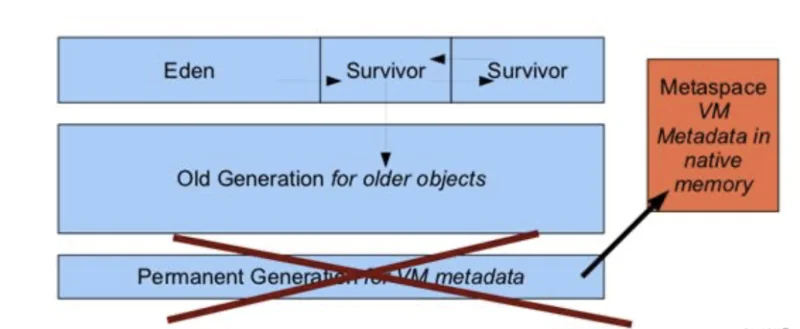 Eden
Survivor
Survivor
Old Generation for older objects
Permanent Generation for VM metadata
Metaspace
VM
Metadata in
native
memory